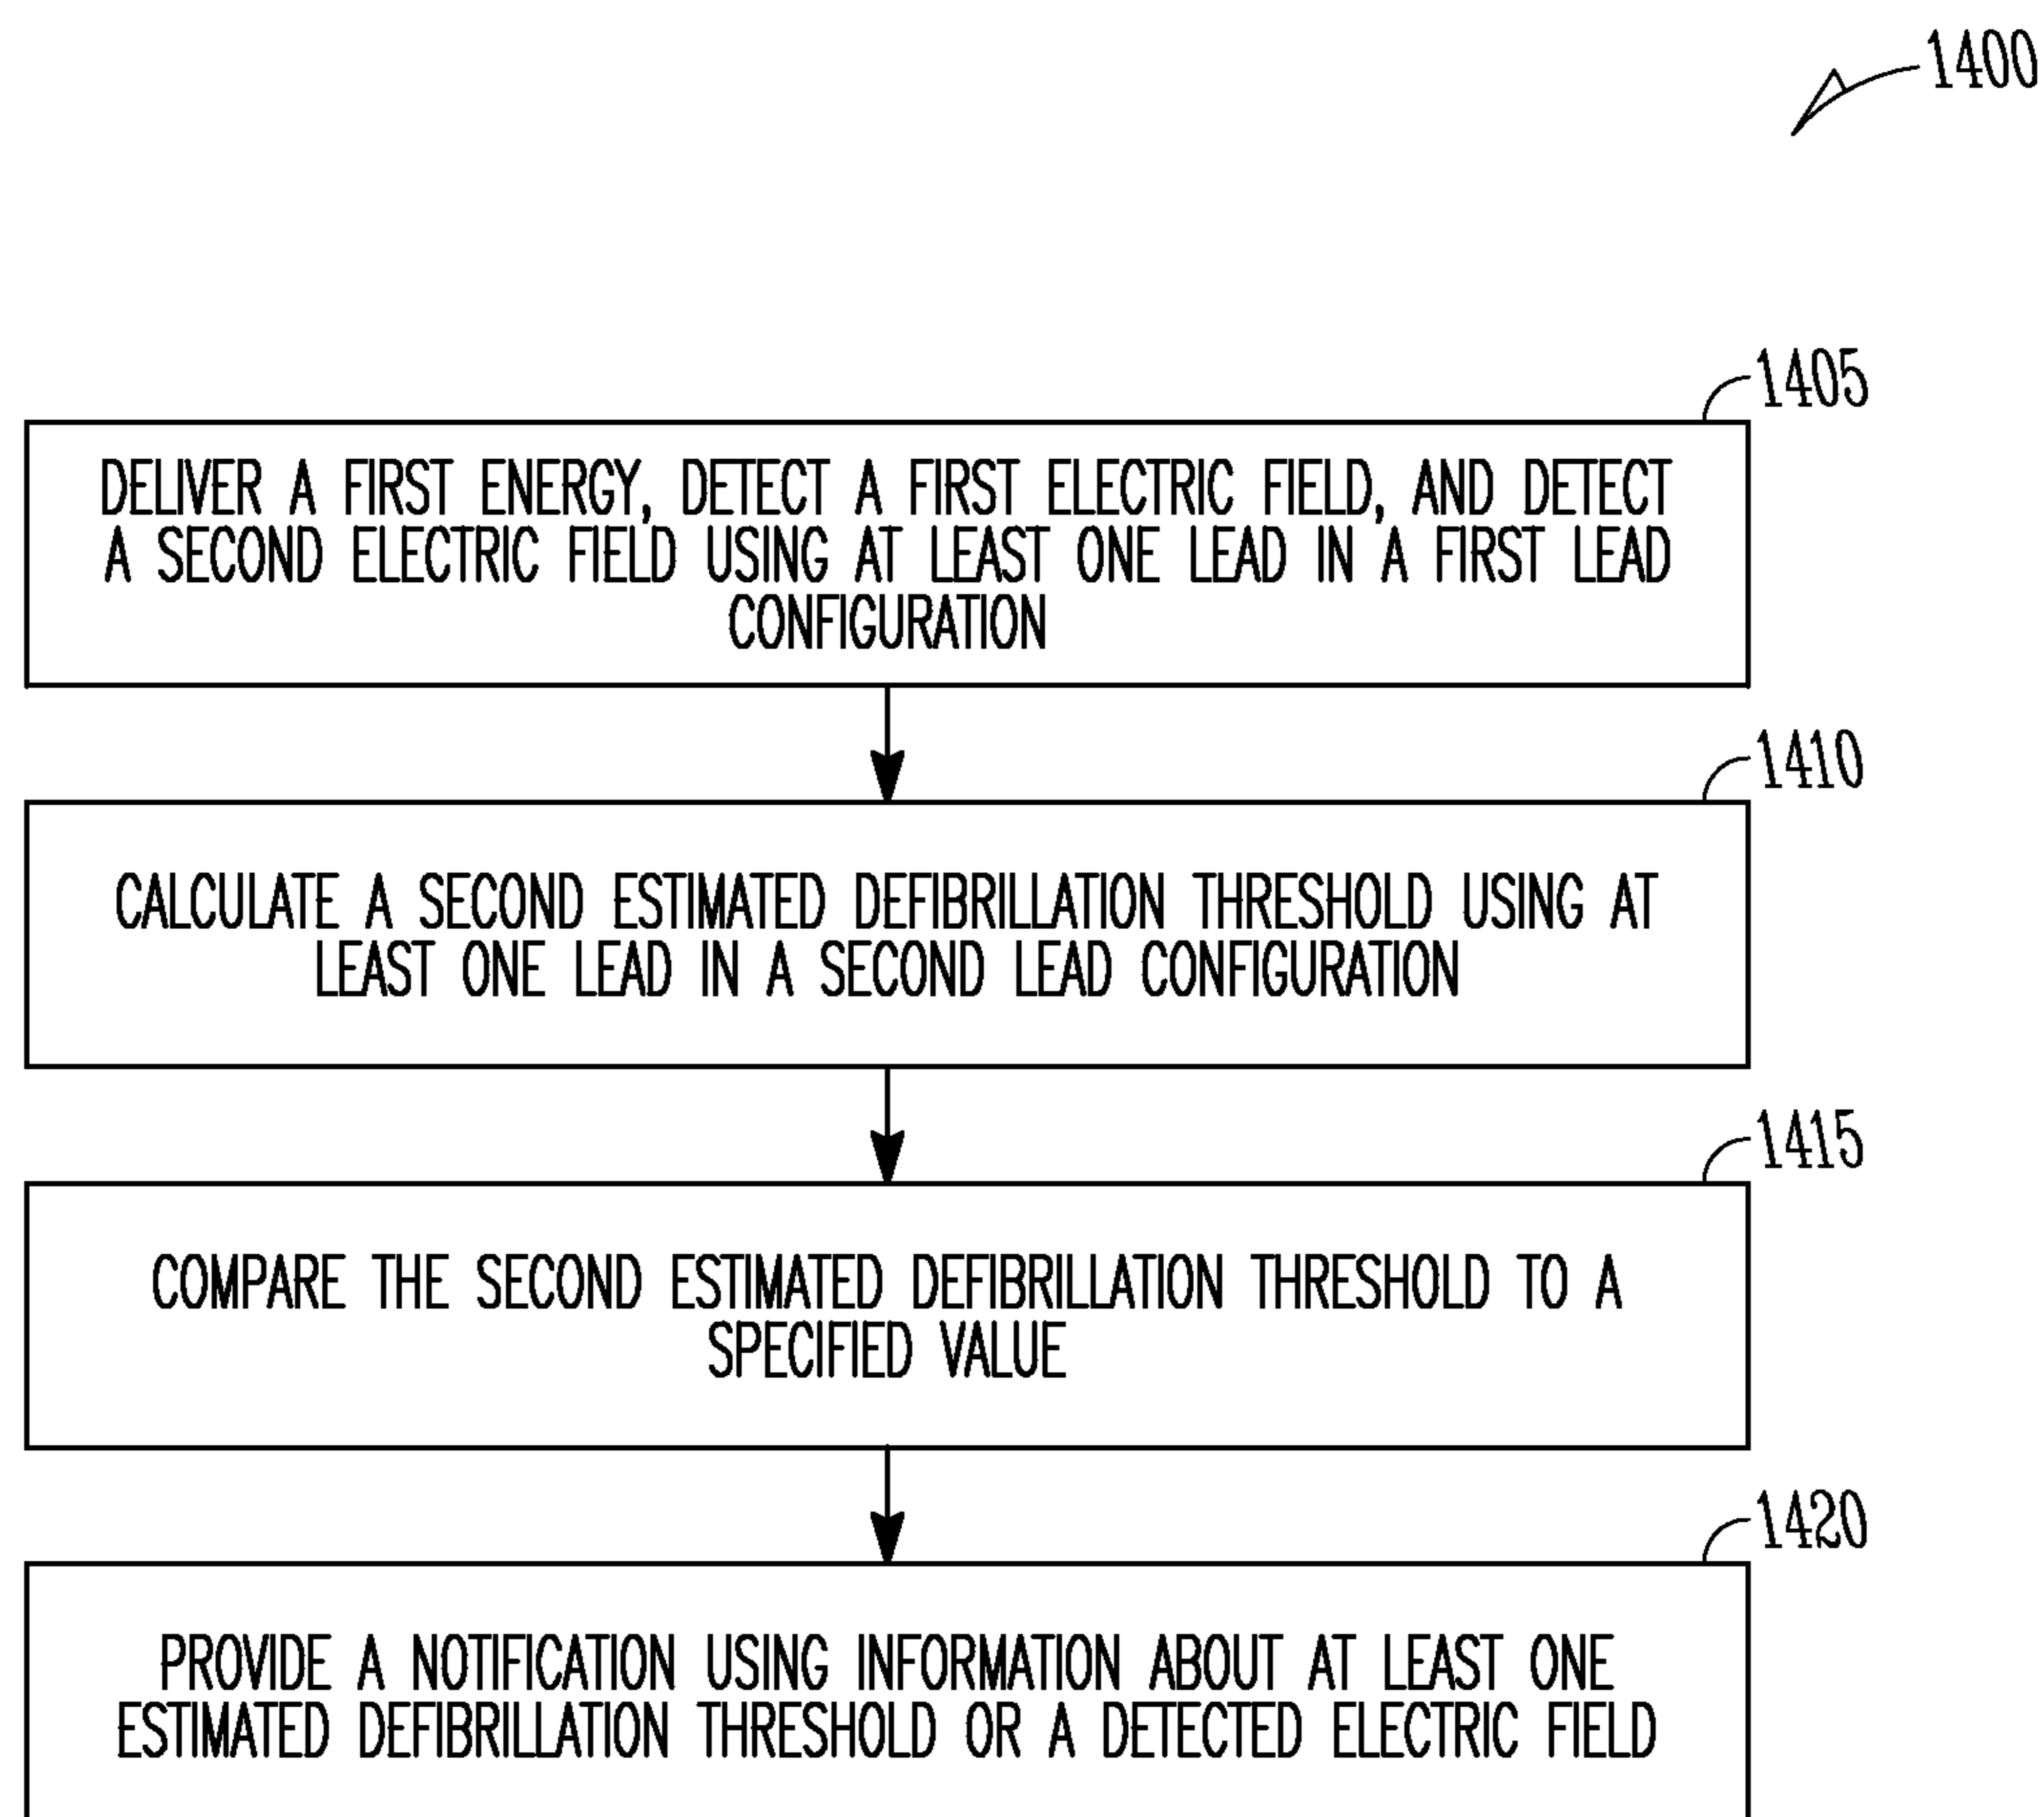 1400
1405
DELIVER A FIRST ENERGY, DETECT A FIRST ELECTRIC FIELD, AND DETECT
A SECOND ELECTRIC FIELD USING AT LEAST ONE LEAD IN A FIRST LEAD
CONFIGURATION
1410
CALCULATE A SECOND ESTIMATED DEFIBRILLATION THRESHOLD USING AT
LEAST ONE LEAD IN A SECOND LEAD CONFIGURATION
1415
COMPARE THE SECOND ESTIMATED DEFIBRILLATION THRESHOLD TO A
SPECIFIED VALUE
1420
PROVIDE A NOTIFICATION USING INFORMATION ABOUT AT LEAST ONE
ESTIMATED DEFIBRILLATION THRESHOLD OR A DETECTED ELECTRIC FIELD